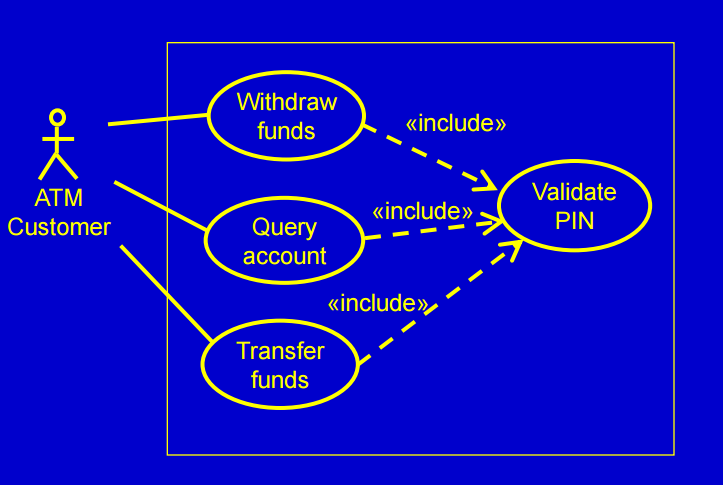 Withdraw
funds
«include»
ATM
Customer
Query
account
«include»
Validate
PIN
«include»
Transfer
funds